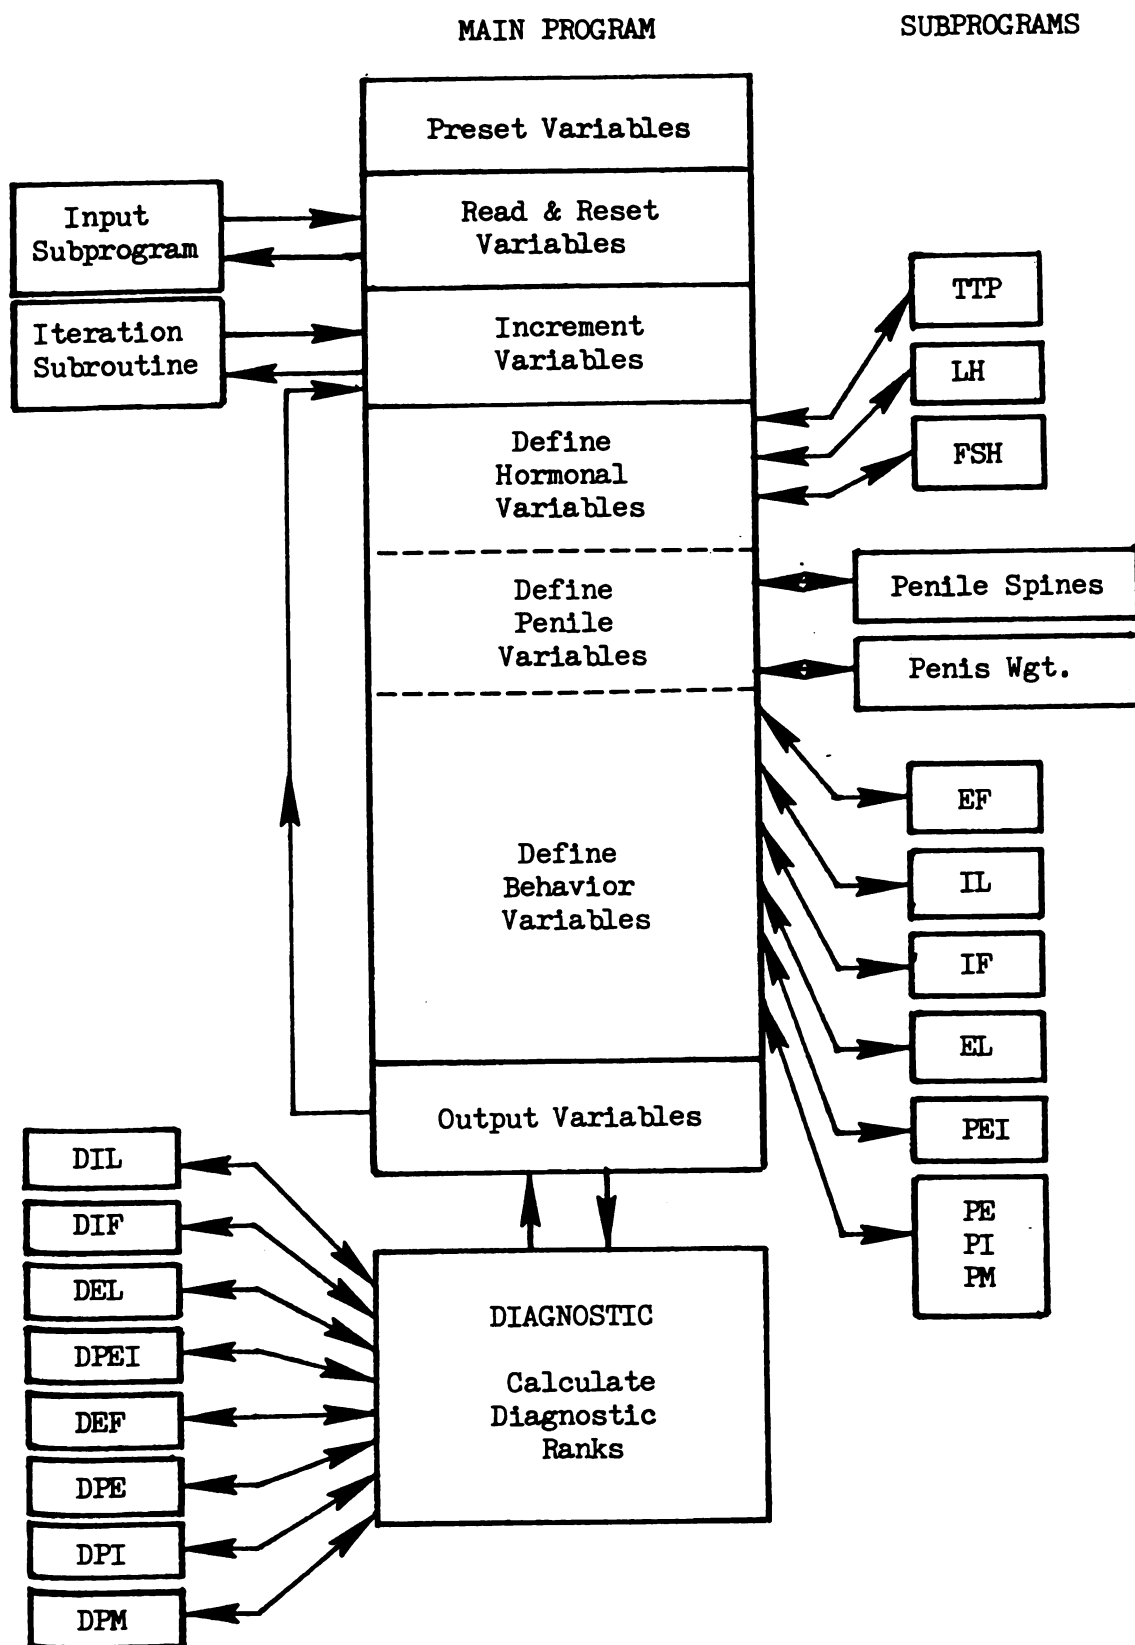 MAIN PROGRAM
SUBPROGRAMS
Preset Variables
Input
Subprogram
Read & Reset
Variables
Iteration
Subroutine
Increment
Variables
TTP
LH
FSH
Define
Hormonal
Variables
Define
Penile
Variables
Penile Spines
Penis Wgt.
Define
Behavior
Variables
EF
IL
IF
EL
PEI
PE
PI
PM
Output Variables
DIL
DIF
DEL
DPEI
DEF
DPE
DPI
DPM
DIAGNOSTIC
Calculate
Diagnostic
Ranks